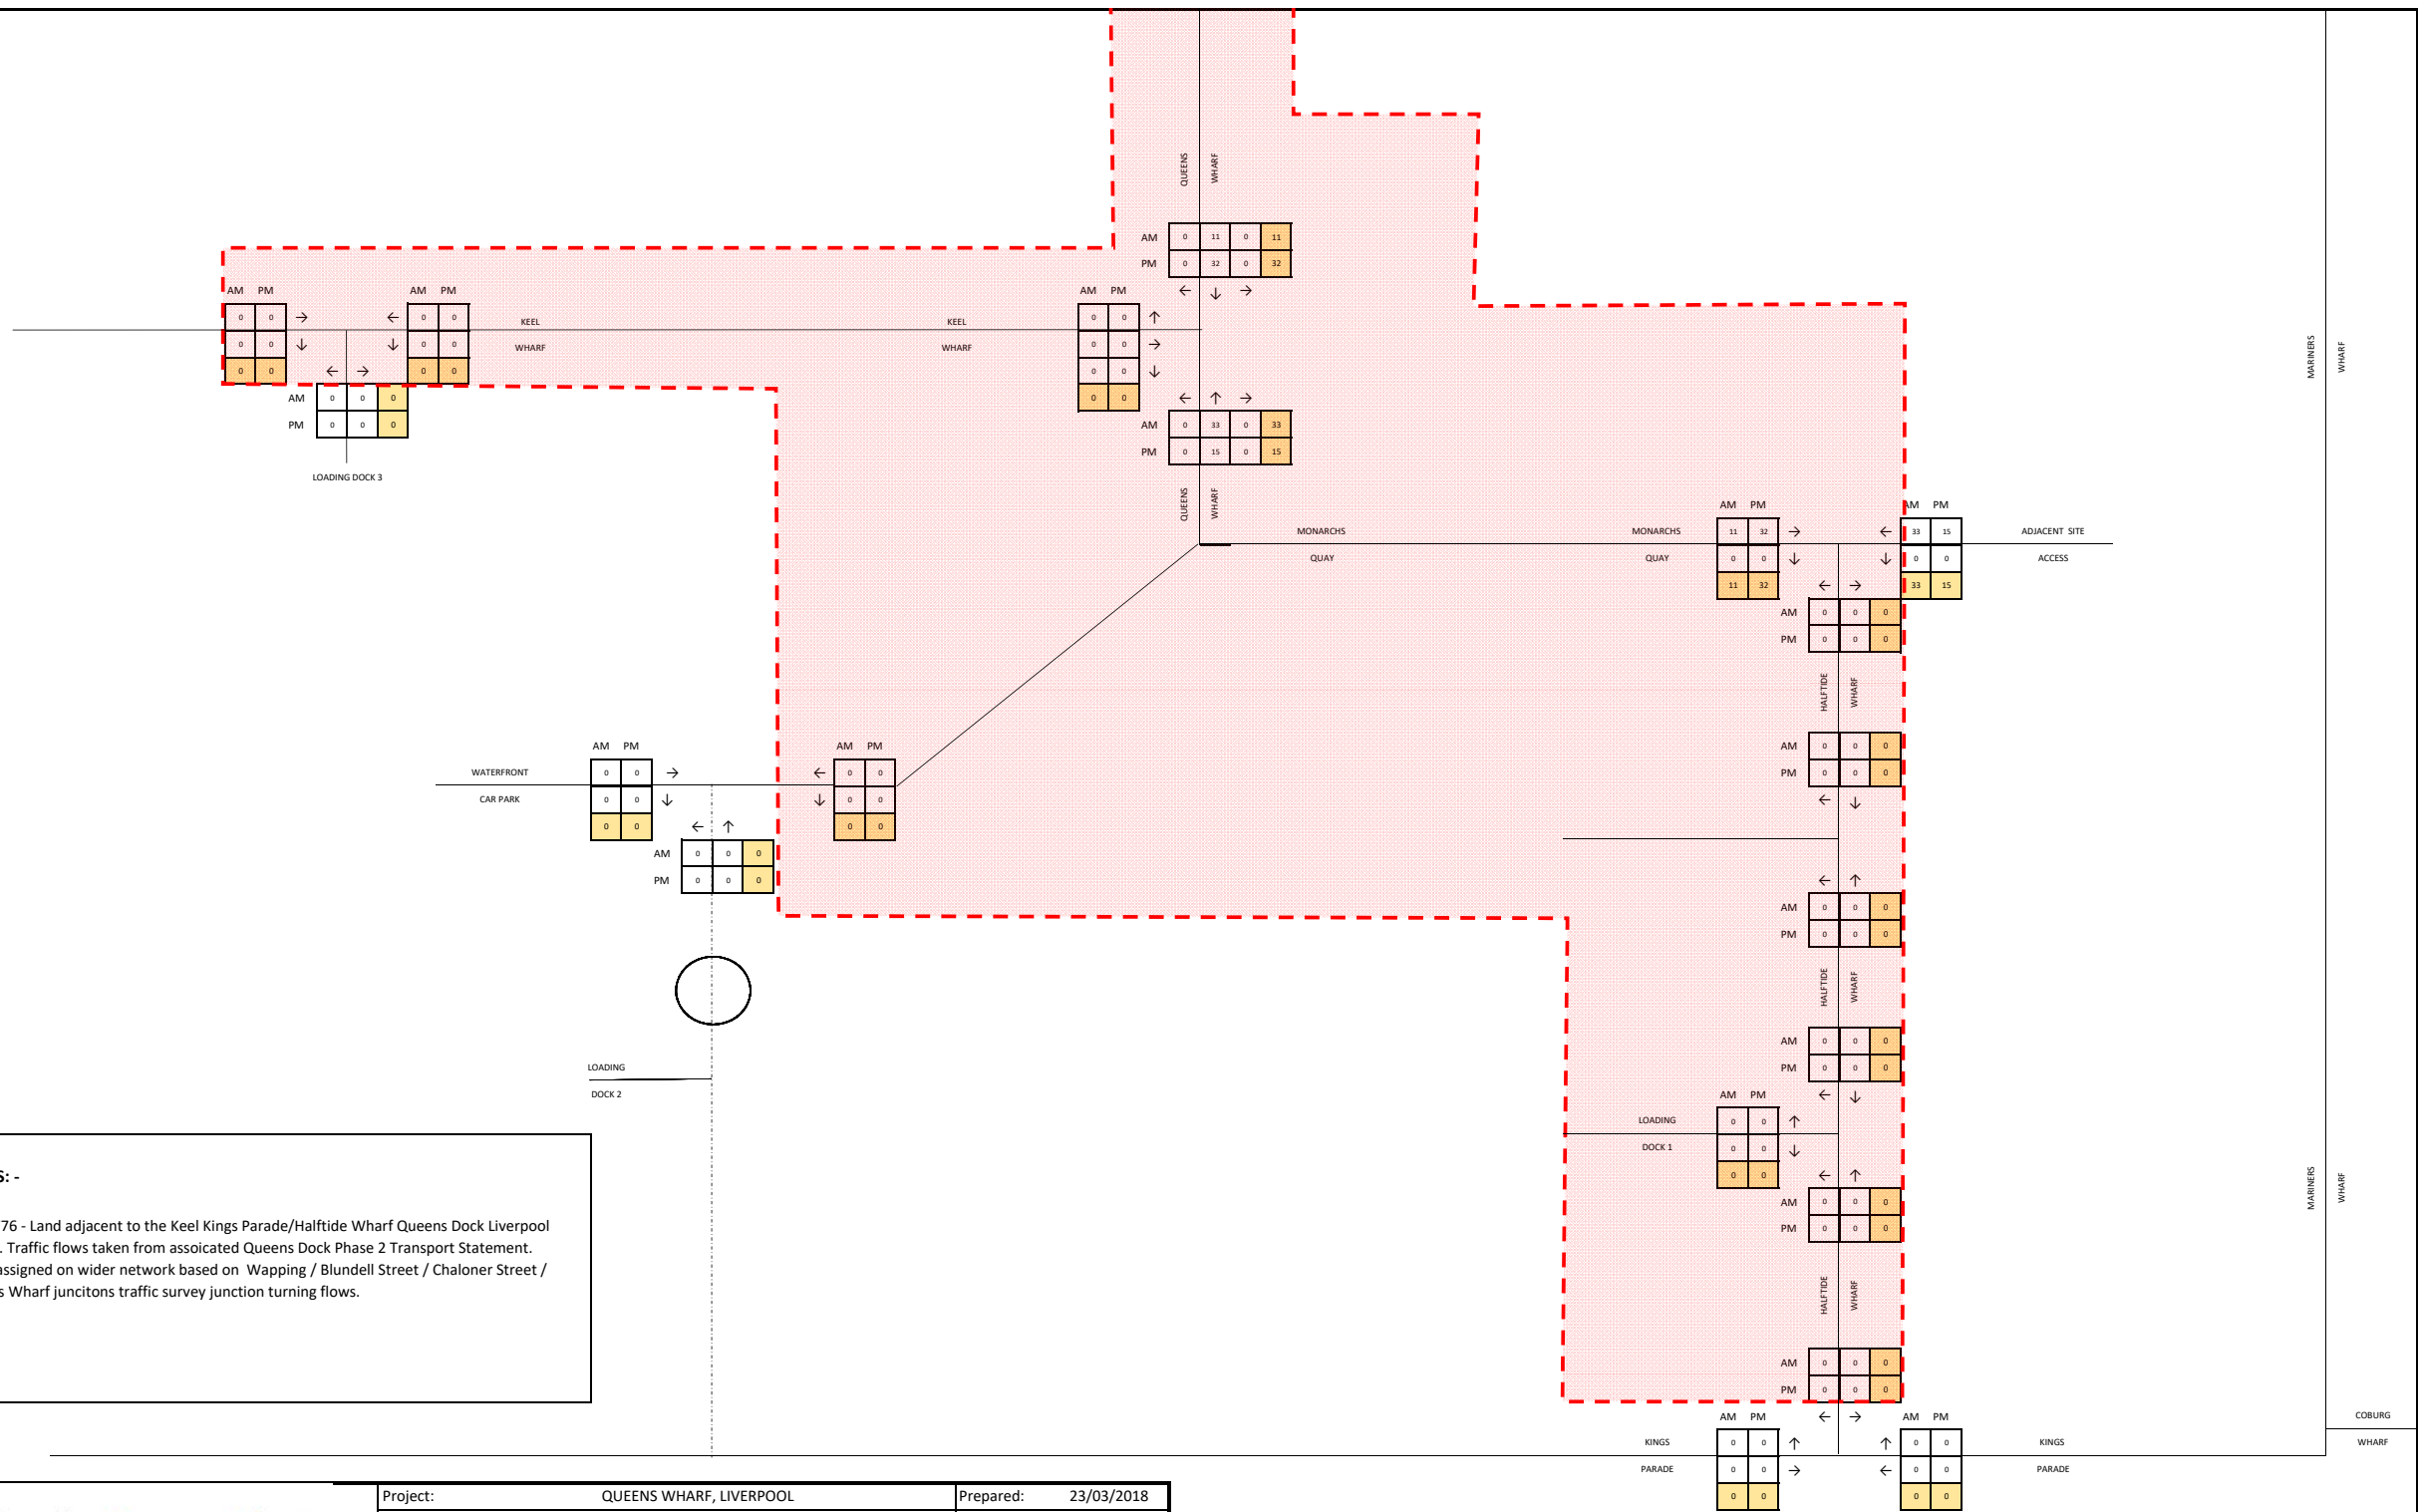 QUEENS
WHARF
AM 0 11 0 11
PM 0 32 0 32
← ↓ →
AM PM
0 0 →
0 0 ↓
0 0
AM PM
← 0 0
↓ 0 0
0 0
← →
AM 0 0 0
PM 0 0 0
LOADING DOCK 3
KEEL
WHARF
KEEL
WHARF
AM PM
0 0 ↑
0 0 →
0 0 ↓
0 0
← ↑ →
AM 0 33 0 33
PM 0 15 0 15
QUEENS
WHARF
MARINERS
WHARF
MONARCHS
QUAY
MONARCHS
QUAY
AM PM
11 32 →
0 0 ↓
11 32
AM PM
← 33 15
↓ 0 0
33 15
ADJACENT SITE
ACCESS
← →
AM 0 0 0
PM 0 0 0
HALFTIDE
WHARF
AM 0 0 0
PM 0 0 0
← ↓
WATERFRONT
CAR PARK
AM PM
0 0 →
0 0 ↓
0 0
AM PM
← 0 0
↓ 0 0
0 0
← ↑
AM 0 0 0
PM 0 0 0
← ↑
AM 0 0 0
PM 0 0 0
HALFTIDE
WHARF
AM 0 0 0
PM 0 0 0
← ↓
LOADING
DOCK 2
LOADING
DOCK 1
AM PM
0 0 ↑
0 0 ↓
0 0
← ↑
AM 0 0 0
PM 0 0 0
HALFTIDE
WHARF
MARINERS
WHARF
AM 0 0 0
PM 0 0 0
← →
KINGS
PARADE
AM PM
0 0 ↑
0 0 →
0 0
AM PM
↑ 0 0
← 0 0
0 0
KINGS
PARADE
COBURG
WHARF
S: -
76 - Land adjacent to the Keel Kings Parade/Halftide Wharf Queens Dock Liverpool
. Traffic flows taken from assoicated Queens Dock Phase 2 Transport Statement.
assigned on wider network based on Wapping / Blundell Street / Chaloner Street /
s Wharf juncitons traffic survey junction turning flows.
Project: QUEENS WHARF, LIVERPOOL Prepared: 23/03/2018